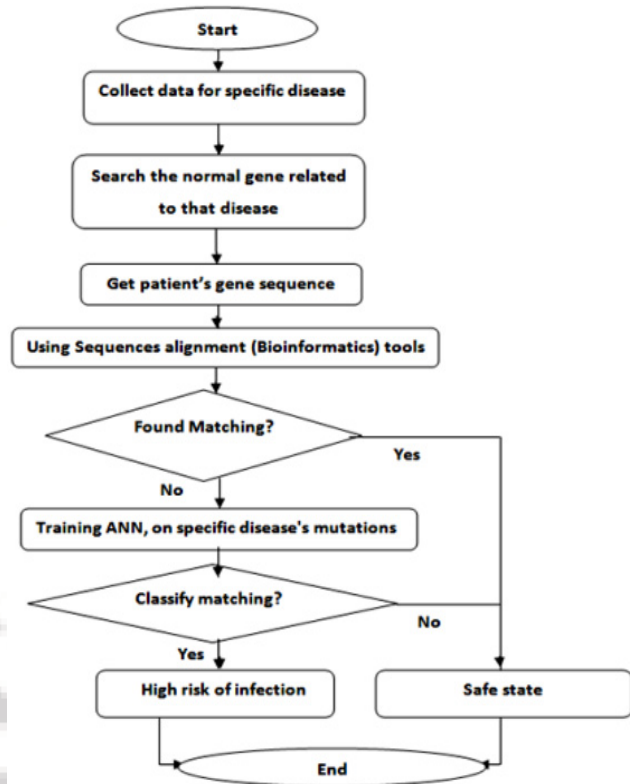 Start
Collect data for specific disease
Search the normal gene related
to that disease
Get patient's gene sequence
Using Sequences alignment (Bioinformatics) tools
Found Matching?
Yes
No
Training ANN, on specific disease's mutations
Classify matching?
No
Yes
High risk of infection
Safe state
End